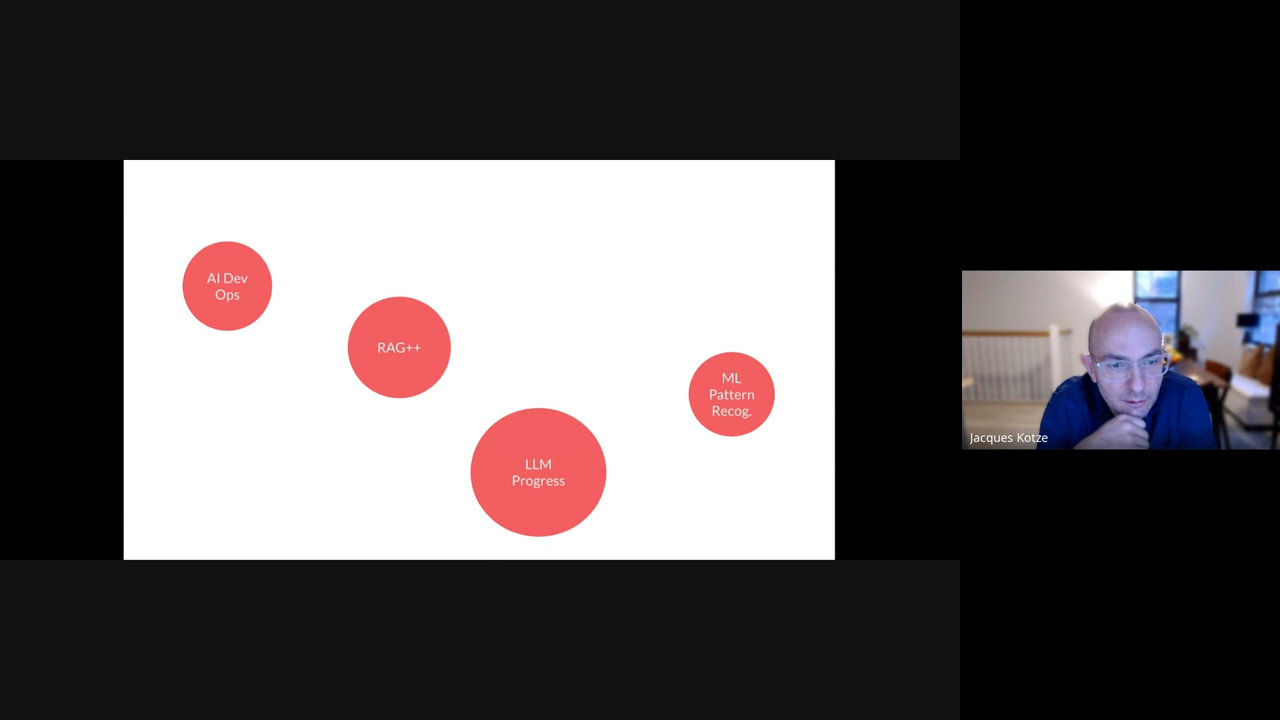 AI Dev
Ops
RAG++
LLM
Progress
ML
Pattern
Recog.
Jacques Kotze